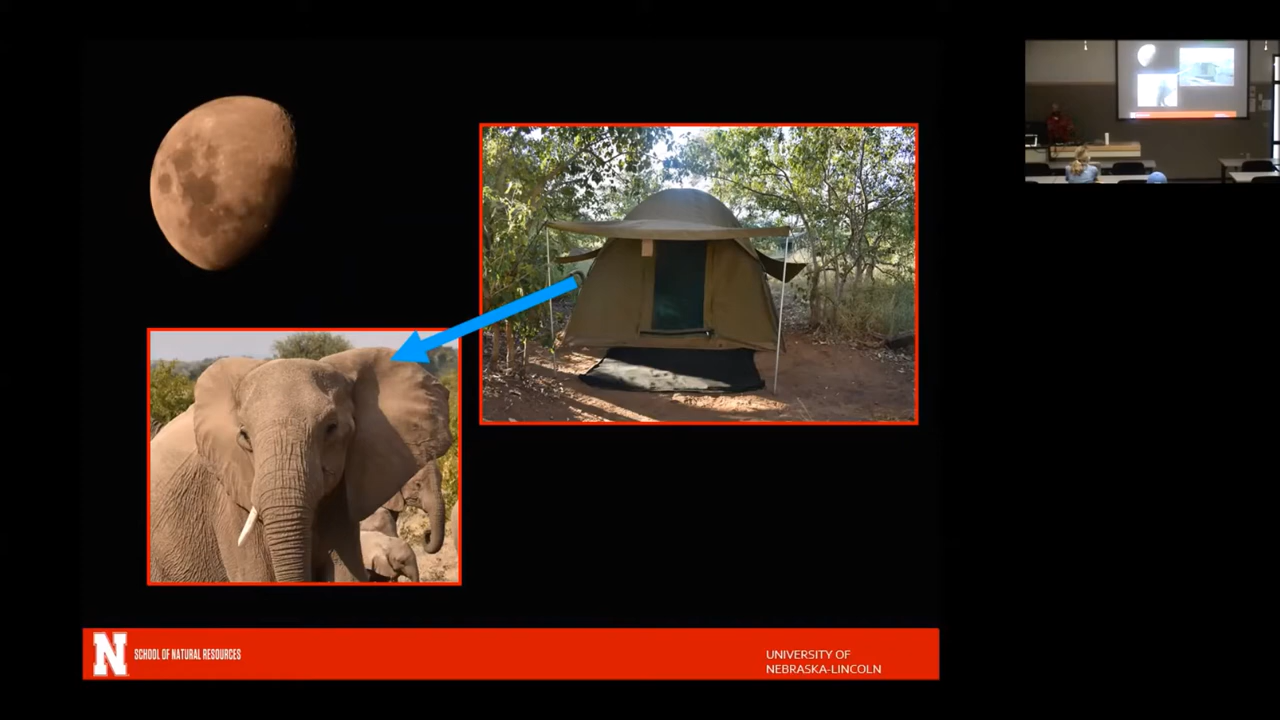 N
SCHOOL OF NATURAL RESOURCES
UNIVERSITY OF
NEBRASKA-LINCOLN